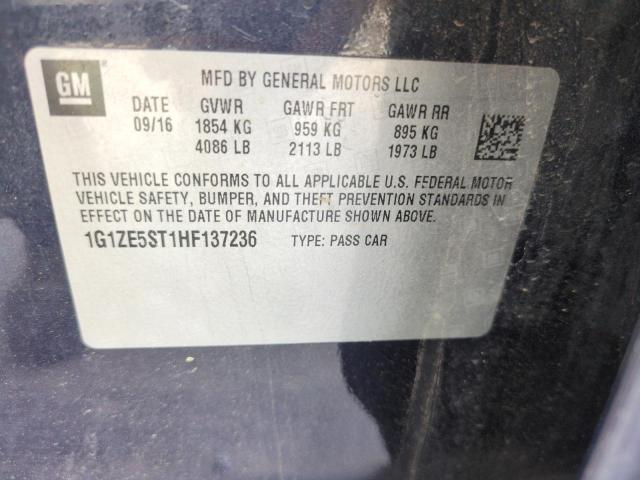 GM
MFD BY GENERAL MOTORS LLC
DATE GVWR GAWR FRT GAWR RR
09/16 1854 KG 959 KG 895 KG
4086 LB 2113 LB 1973 LB
THIS VEHICLE CONFORMS TO ALL APPLICABLE U.S. FEDERAL MOTOR
VEHICLE SAFETY, BUMPER, AND THEFT PREVENTION STANDARDS IN
EFFECT ON THE DATE OF MANUFACTURE SHOWN ABOVE.
1G1ZE5ST1HF137236 TYPE: PASS CAR